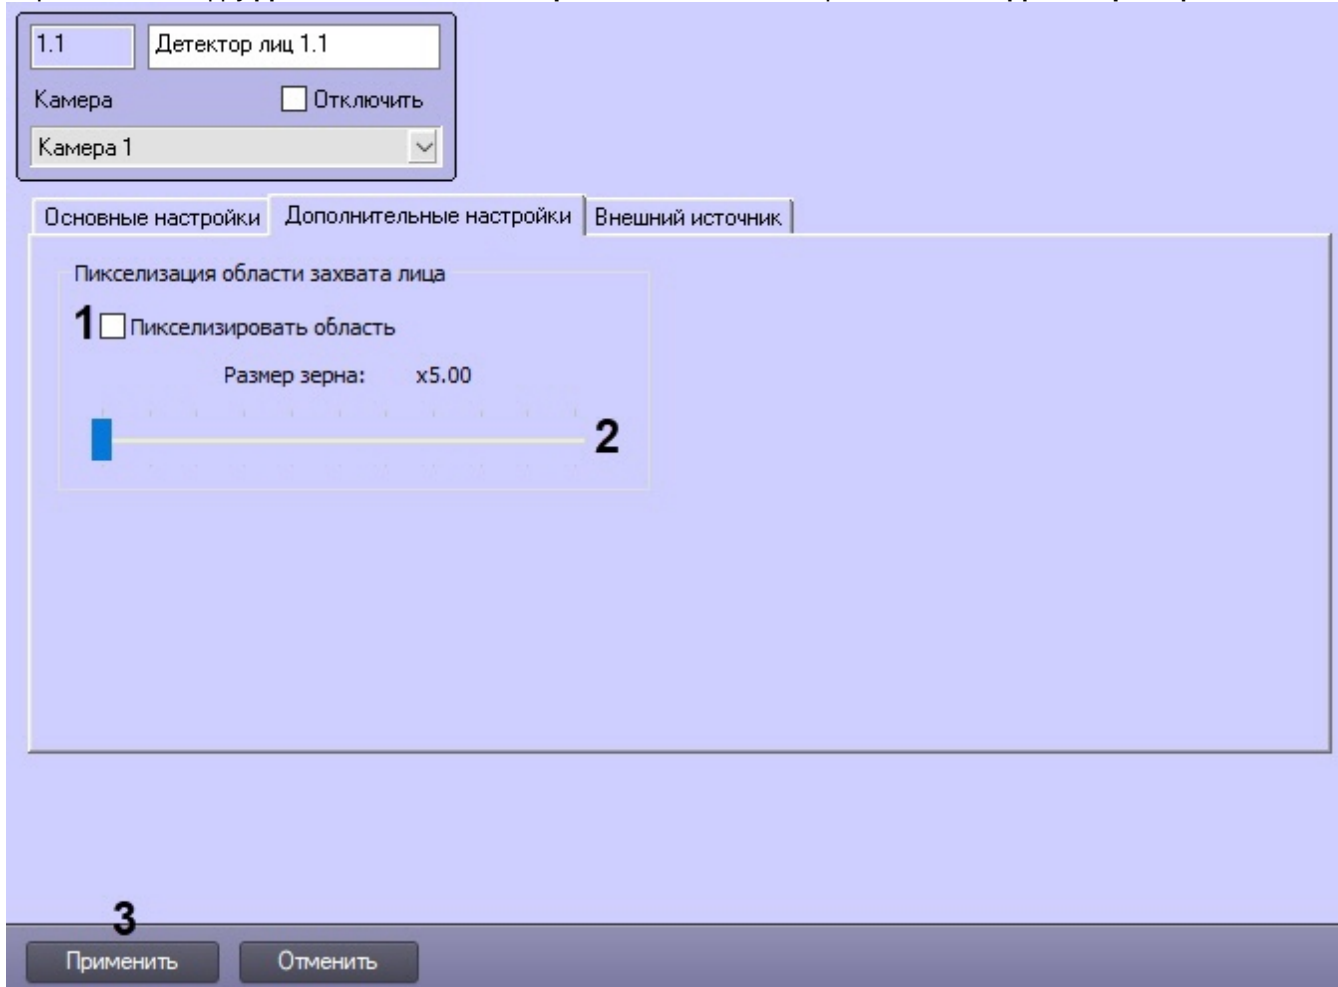 1.1 Детектор лиц 1.1
Камера Отключить
Камера 1
Основные настройки Дополнительные настройки Внешний источник
Пикселизация области захвата лица
1 Пикселизировать область
Размер зерна: x5.00
2
3
Применить Отменить